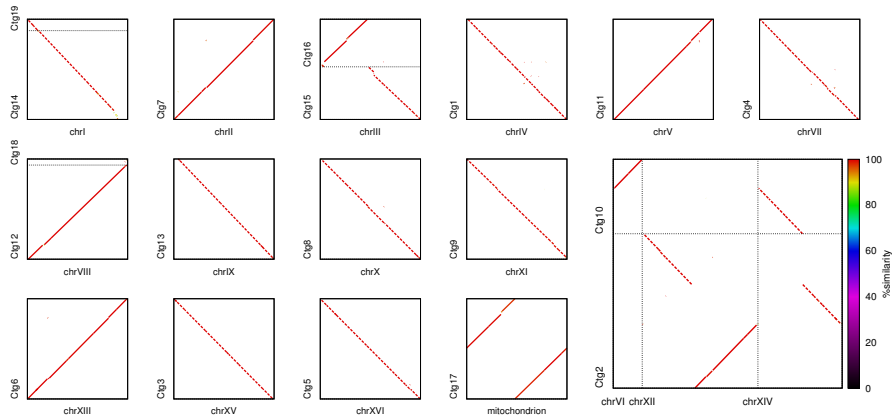 Ctg19
Ctg14
chrI
Ctg7
chrII
Ctg16
Ctg15
chrIII
Ctg1
chrIV
Ctg11
chrV
Ctg4
chrVII
Ctg18
Ctg12
chrVIII
Ctg13
chrIX
Ctg8
chrX
Ctg9
chrXI
Ctg10
Ctg2
chrVI chrXII chrXIV
100
80
60
40
20
0
%similarity
Ctg6
chrXIII
Ctg3
chrXV
Ctg5
chrXVI
Ctg17
mitochondrion